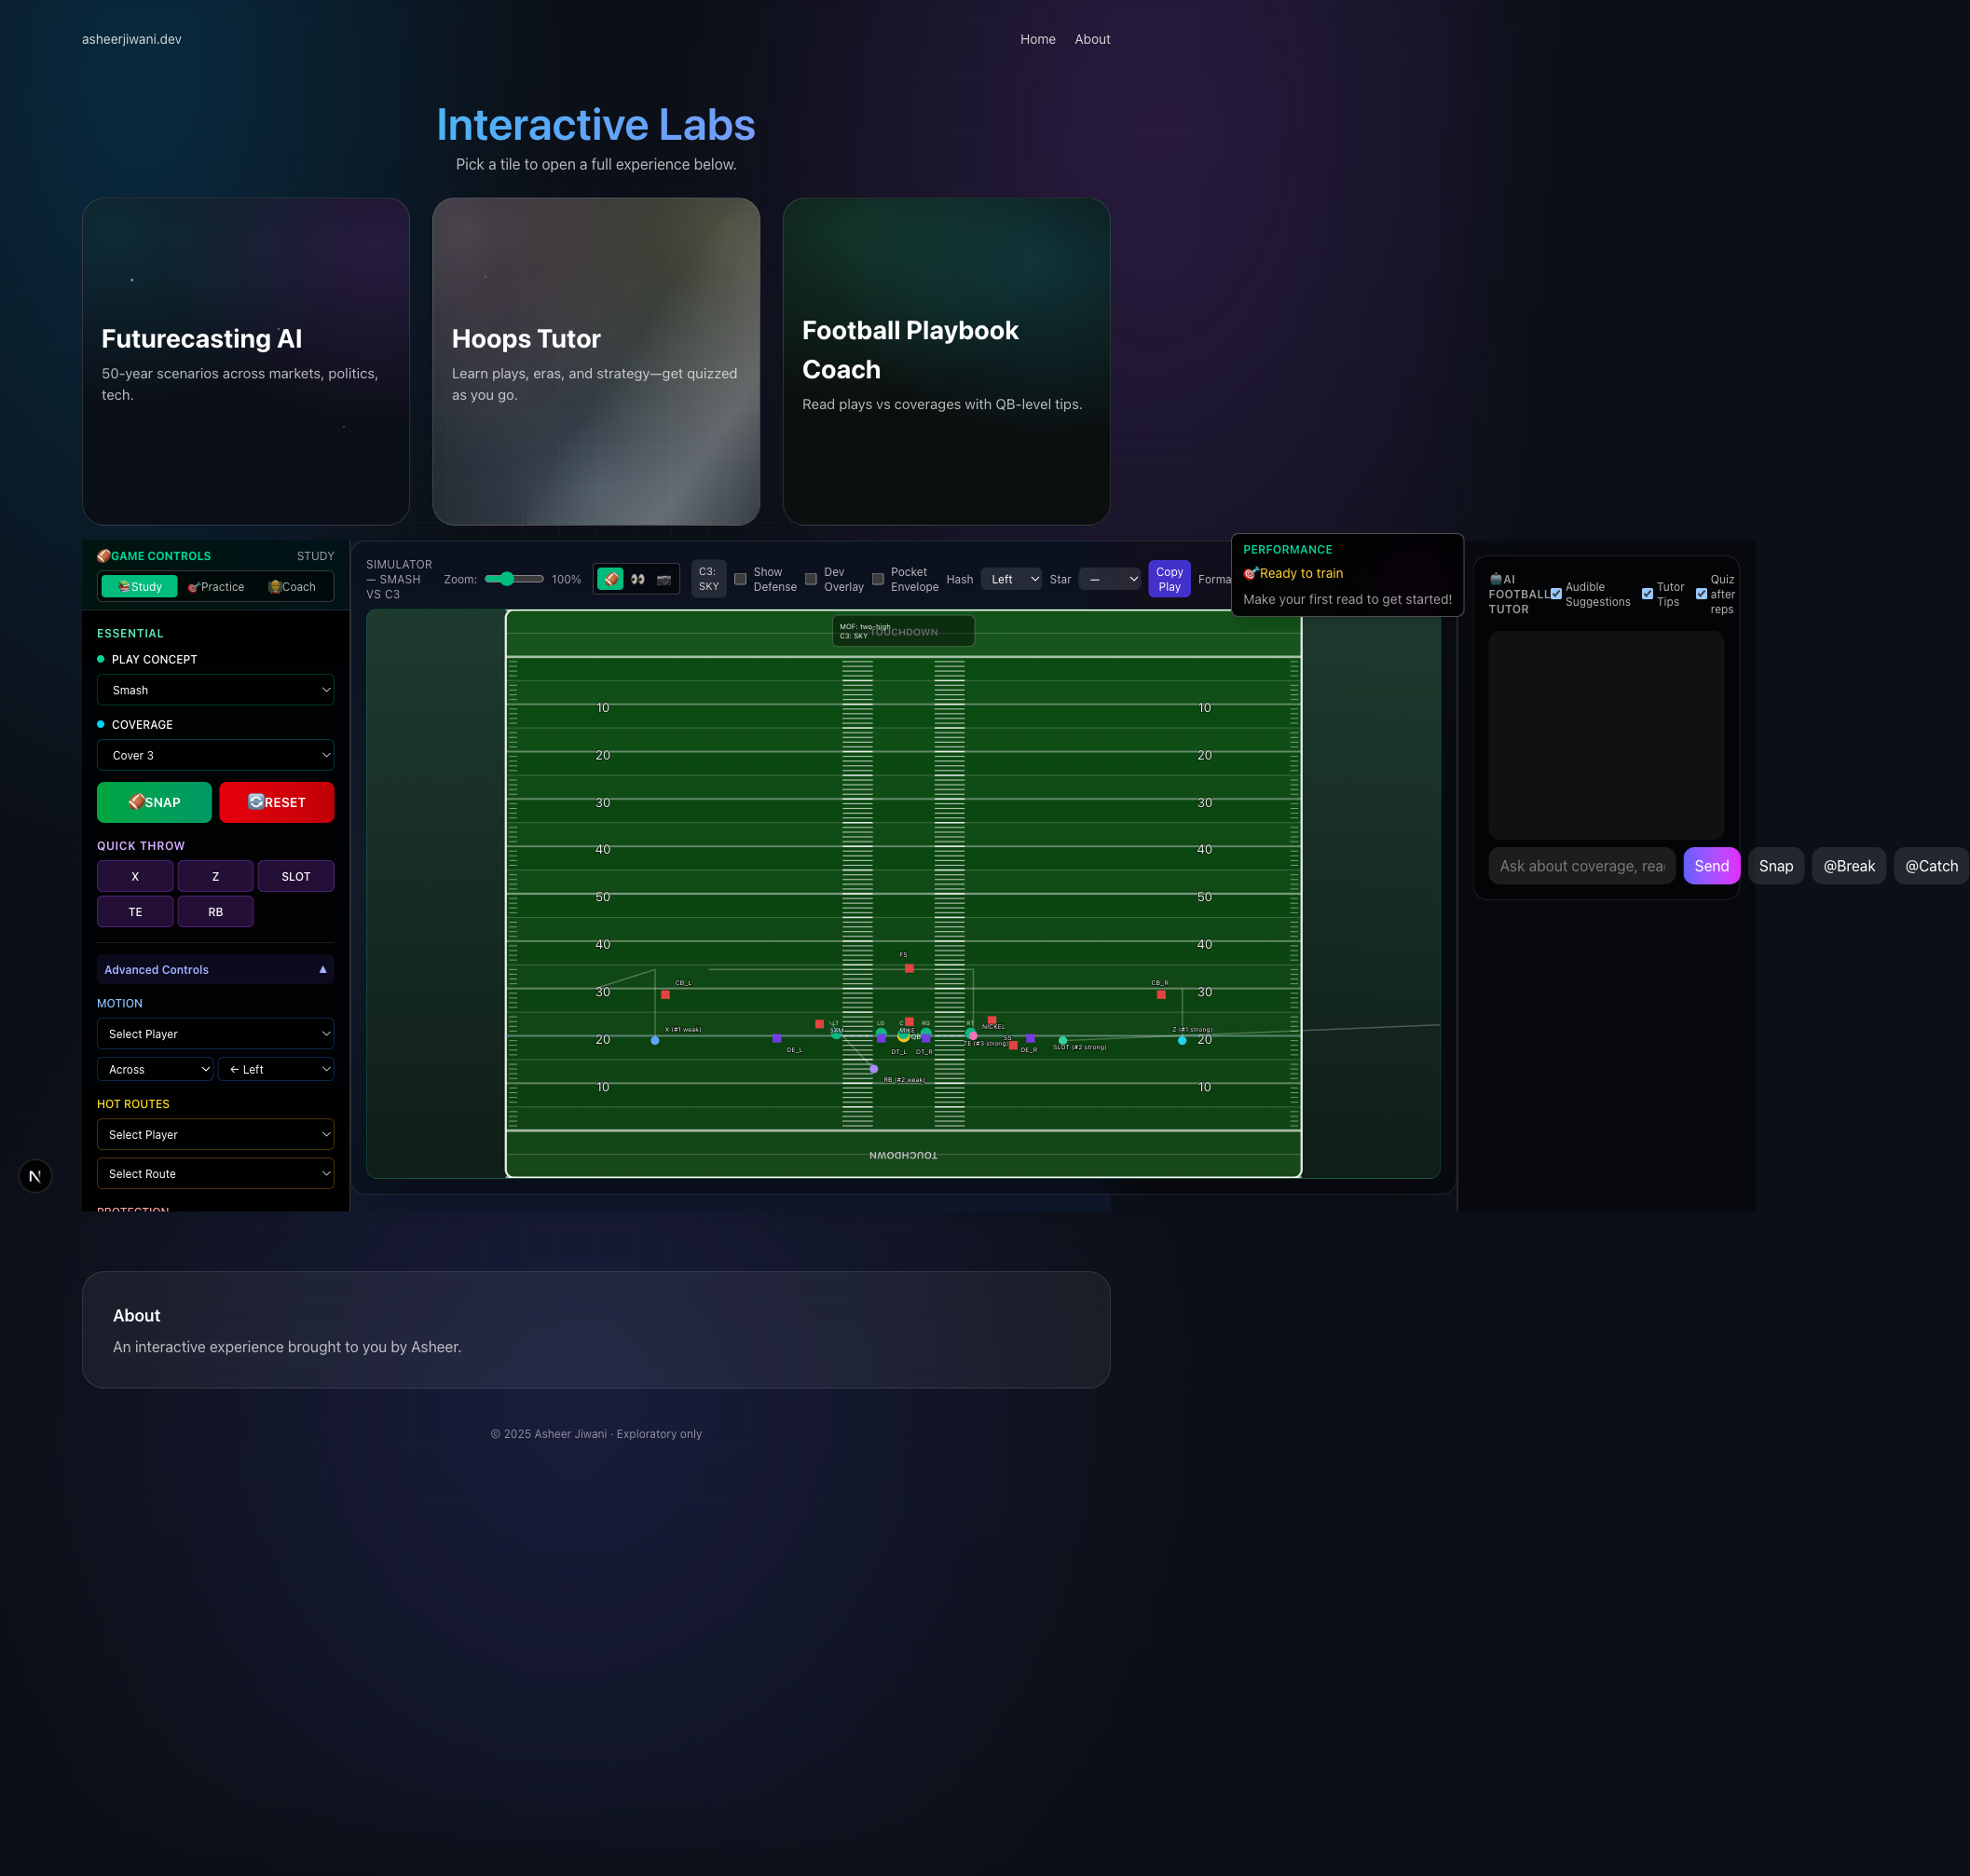 asheerjiwani.dev
Home About
Interactive Labs
Pick a tile to open a full experience below.
Futurecasting AI
50-year scenarios across markets, politics,
tech.
Hoops Tutor
Learn plays, eras, and strategy—get quizzed
as you go.
Football Playbook
Coach
Read plays vs coverages with QB-level tips.
GAME CONTROLS STUDY
Study Practice Coach
ESSENTIAL
PLAY CONCEPT
Smash
COVERAGE
Cover 3
SNAP RESET
QUICK THROW
X Z SLOT
TE RB
Advanced Controls ▲
MOTION
Select Player
Across ← Left
HOT ROUTES
Select Player
Select Route
PROTECTION
SIMULATOR
— SMASH
VS C3
Zoom: 100%
C3:
SKY
Show
Defense
Dev
Overlay
Pocket
Envelope
Hash Left
Star —
Copy
Play
Forma
PERFORMANCE
Ready to train
Make your first read to get started!
MOF: two-high
C3: SKY
TOUCHDOWN
10 10
20 20
30 30
40 40
50 50
40 40
FS
CB_L CB_R
30 30
LT LG C RG RT
NICKEL
X (#1 weak) SAM MIKE Z (#1 strong)
QB SS
20 20
TE (#3 strong) SLOT (#2 strong)
DE_L DT_L DT_R DE_R
RB (#2 weak)
10 10
TOUCHDOWN
AI
FOOTBALL
TUTOR
Audible
Suggestions
Tutor
Tips
Quiz
after
reps
Ask about coverage, rea
Send Snap @Break @Catch
N
About
An interactive experience brought to you by Asheer.
© 2025 Asheer Jiwani · Exploratory only